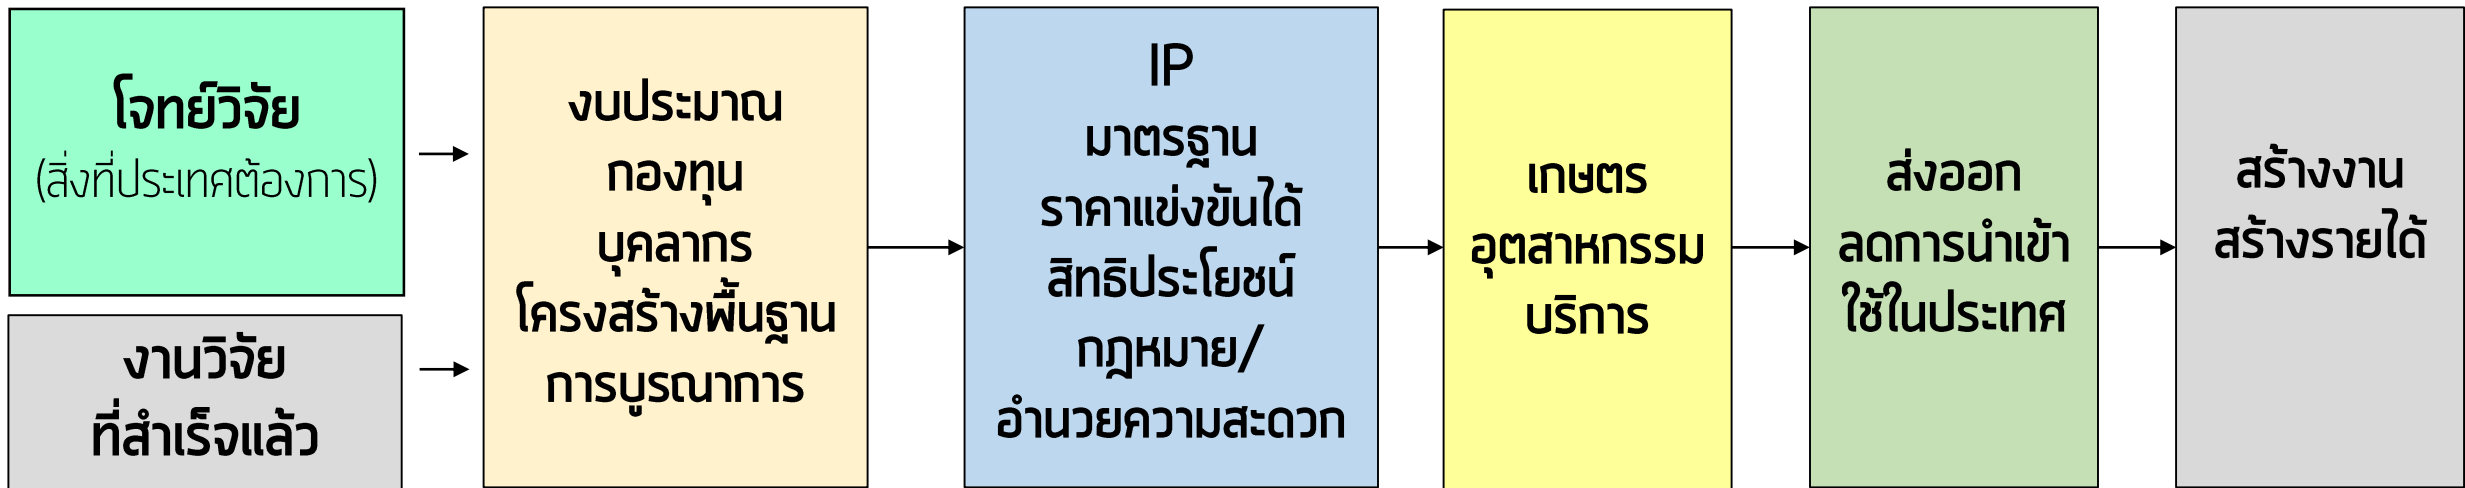 โจทย์วิจัย
(สิ่งที่ประเทศต้องการ)
งานวิจัย
ที่สำเร็จแล้ว
งบประมาณ
กองทุน
บุคลากร
โครงสร้างพื้นฐาน
การบูรณาการ
IP
มาตรฐาน
ราคาแข่งขันได้
สิทธิประโยชน์
กฎหมาย/
อำนวยความสะดวก
เกษตร
อุตสาหกรรม
บริการ
ส่งออก
ลดการนำเข้า
ใช้ในประเทศ
สร้างงาน
สร้างรายได้